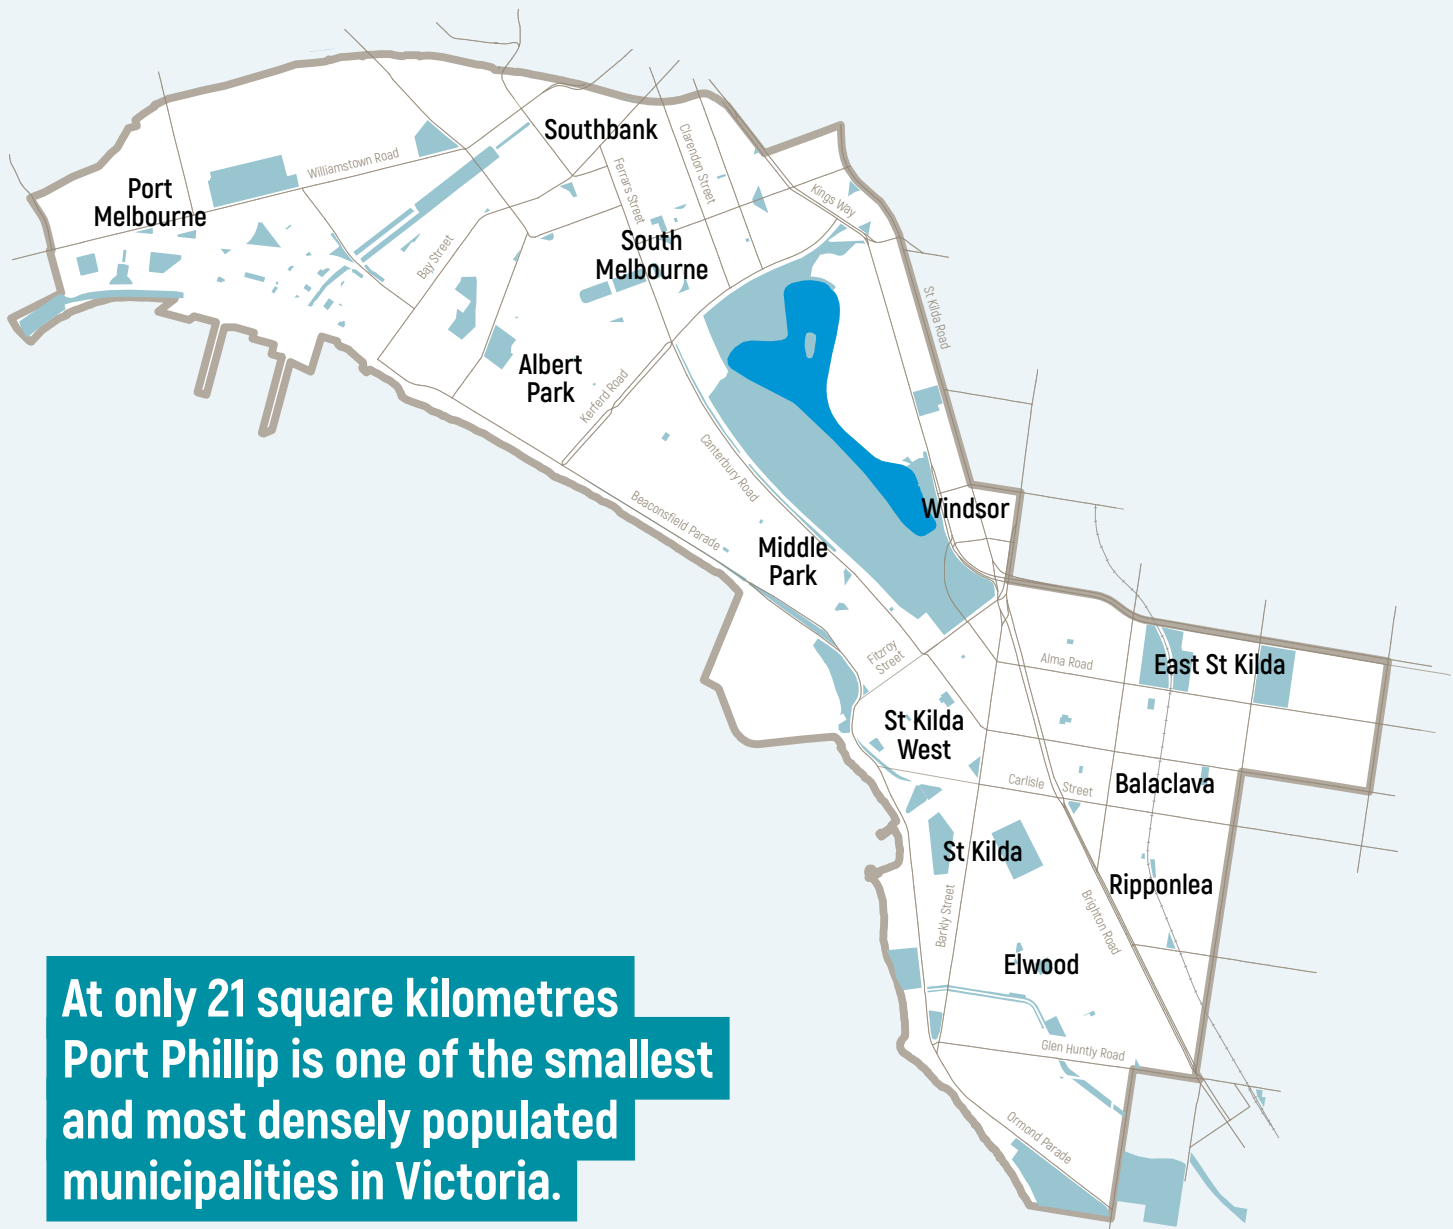 Southbank
Clarendon Street
Williamstown Road
Ferrars Street
Port
Melbourne
Kings Way
Bay Street
South
Melbourne
St Kilda Road
Albert
Park
Kerferd Road
Canterbury Road
Beaconsfield Parade
Windsor
Middle
Park
Fitzroy
Street
Alma Road
East St Kilda
St Kilda
West
Carlisle Street
Balaclava
St Kilda
Ripponlea
Barkly Street
Brighton Road
Elwood
Glen Huntly Road
Ormond Parade
At only 21 square kilometres
Port Phillip is one of the smallest
and most densely populated
municipalities in Victoria.